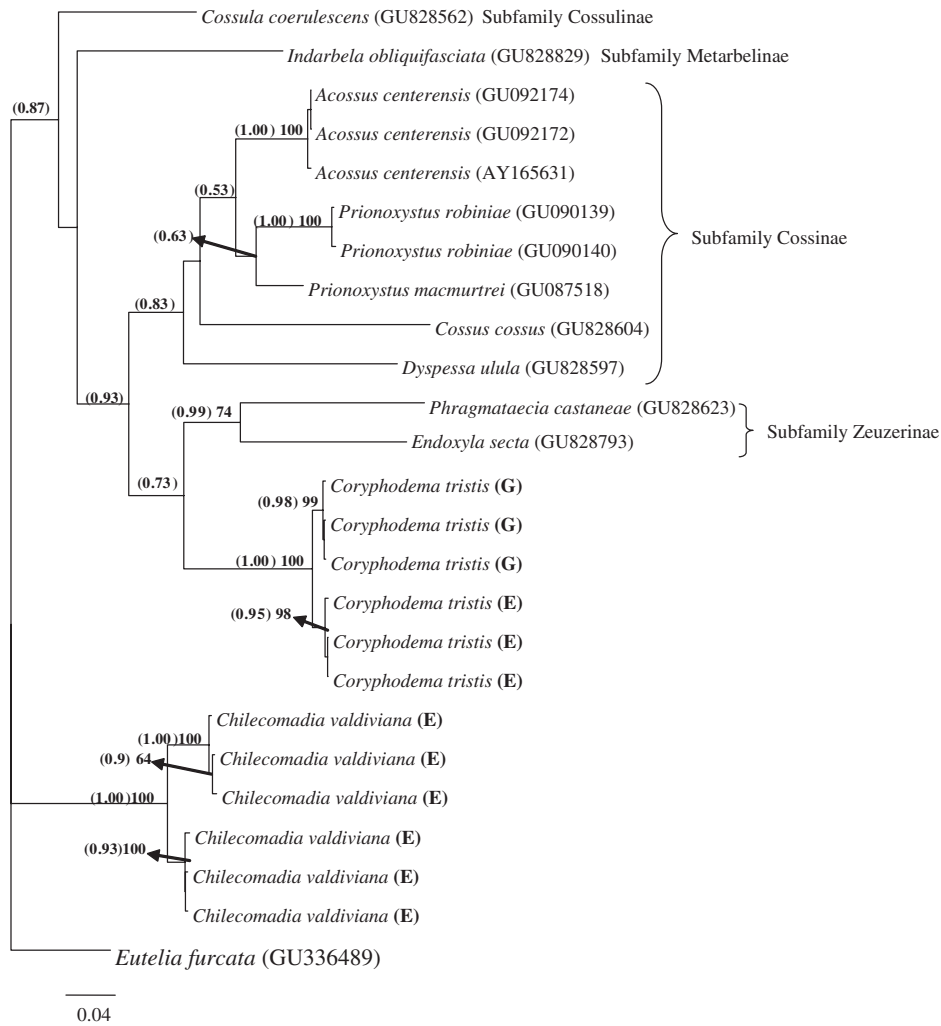 Cossula coerulescens (GU828562) Subfamily Cossulinae
Indarbela obliquifasciata (GU828829) Subfamily Metarbelinae
(0.87)
Acossus centerensis (GU092174)
(1.00) 100
Acossus centerensis (GU092172)
Acossus centerensis (AY165631)
(0.53)
Prionoxystus robiniae (GU090139)
(1.00) 100
(0.63)
Subfamily Cossinae
Prionoxystus robiniae (GU090140)
Prionoxystus macmurtrei (GU087518)
(0.83)
Cossus cossus (GU828604)
Dyspessa ulula (GU828597)
(0.93)
(0.99) 74
Phragmataecia castaneae (GU828623)
Subfamily Zeuzerinae
Endoxyla secta (GU828793)
(0.73)
Coryphodema tristis (G)
(0.98) 99
Coryphodema tristis (G)
(1.00) 100
Coryphodema tristis (G)
Coryphodema tristis (E)
(0.95) 98
Coryphodema tristis (E)
Coryphodema tristis (E)
Chilecomadia valdiviana (E)
(1.00)100
(0.9) 64
Chilecomadia valdiviana (E)
(1.00)100
Chilecomadia valdiviana (E)
Chilecomadia valdiviana (E)
(0.93)100
Chilecomadia valdiviana (E)
Chilecomadia valdiviana (E)
Eutelia furcata (GU336489)
0.04